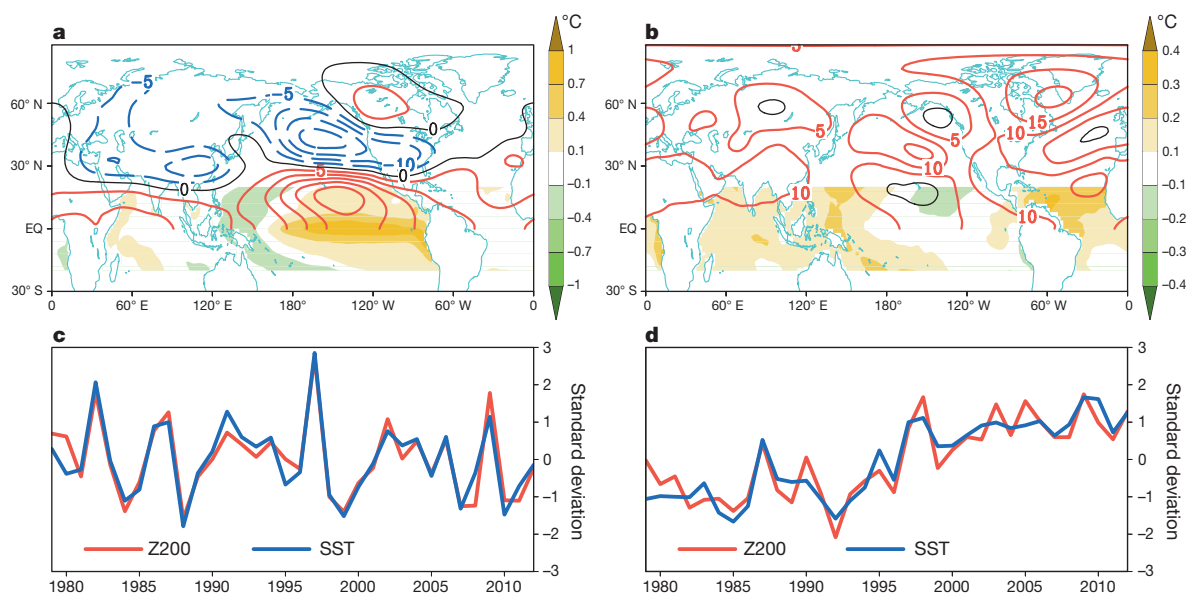 a
°C
-5
-5
0
-10
0
0
5
60° N
30° N
EQ
30° S
0
60° E
120° E
180°
120° W
60° W
0
1
0.7
0.4
0.1
–0.1
–0.4
–0.7
–1
b
°C
5
5
5
10
15
10
10
10
60° N
30° N
EQ
30° S
0
60° E
120° E
180°
120° W
60° W
0
0.4
0.3
0.2
0.1
–0.1
–0.2
–0.3
–0.4
c
3
2
1
0
–1
–2
–3
Standard deviation
Z200
SST
1980
1985
1990
1995
2000
2005
2010
d
3
2
1
0
–1
–2
–3
Standard deviation
Z200
SST
1980
1985
1990
1995
2000
2005
2010